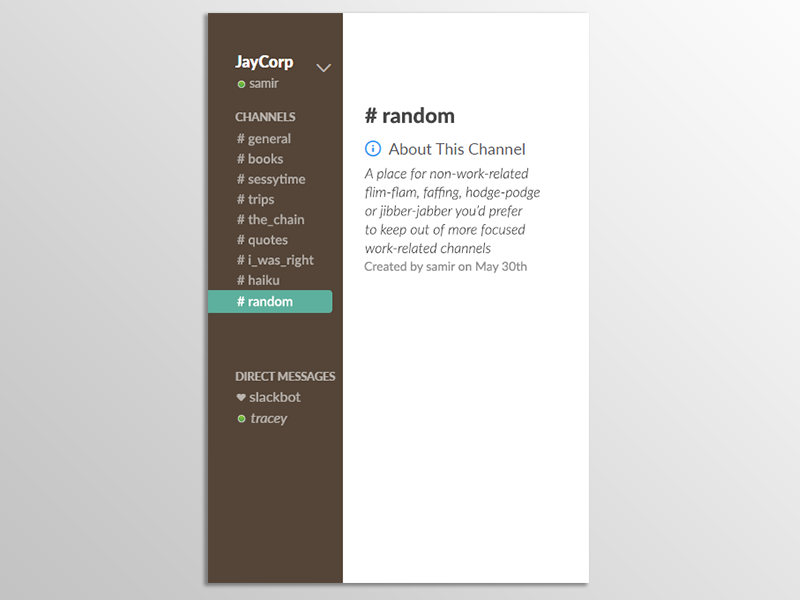 JayCorp
samir
CHANNELS
# general
# books
# sessytime
# trips
# the_chain
# quotes
# i_was_right
# haiku
# random
DIRECT MESSAGES
slackbot
tracey
# random
About This Channel
A place for non-work-related
flim-flam, faffing, hodge-podge
or jibber-jabber you'd prefer
to keep out of more focused
work-related channels
Created by samir on May 30th